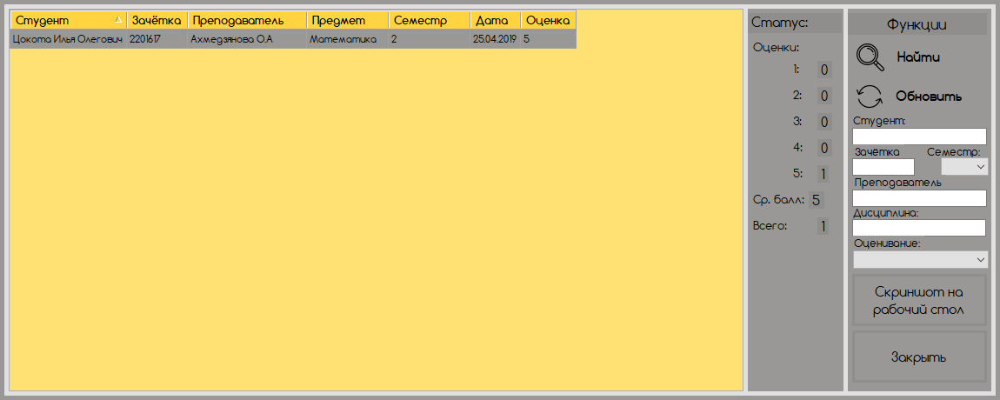 Студент Зачётка Преподаватель Предмет Семестр Дата Оценка
Цокота Илья Олегович 2201617 Ахмедзянова О.А Математика 2 25.04.2019 5
Статус:
Оценки:
1: 0
2: 0
3: 0
4: 0
5: 1
Ср. балл: 5
Всего: 1
Функции
Найти
Обновить
Студент:
Зачётка Семестр:
Преподаватель
Дисциплина:
Оценивание:
Скриншот на
рабочий стол
Закрыть